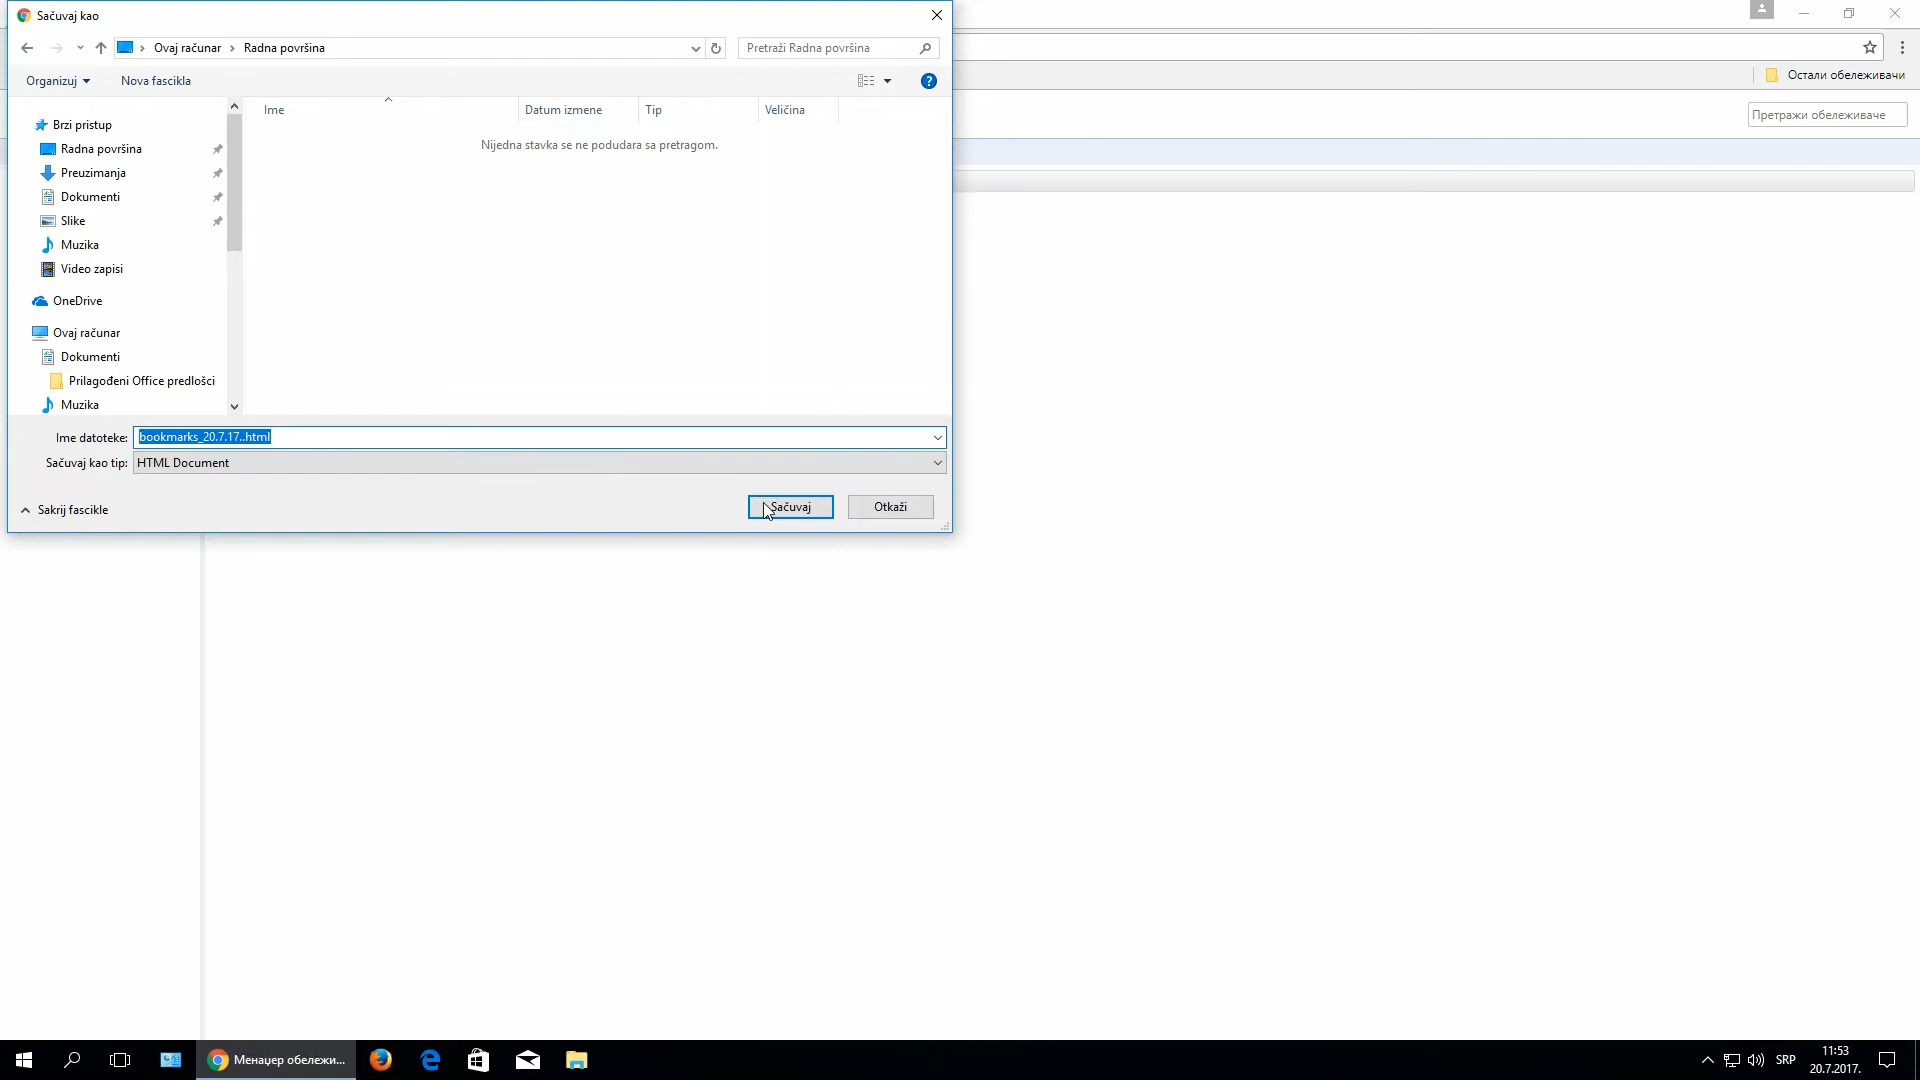 Sačuvaj kao
Ovaj računar > Radna površina
Pretraži Radna površina
Organizuj
Nova fascikla
Остали обележивачи
Претражи обележиваче
Ime
Datum izmene
Tip
Veličina
Nijedna stavka se ne podudara sa pretragom.
Brzi pristup
Radna površina
Preuzimanja
Dokumenti
Slike
Muzika
Video zapisi
OneDrive
Ovaj računar
Dokumenti
Prilagođeni Office predlošci
Muzika
Ime datoteke: bookmarks_20.7.17..html
Sačuvaj kao tip: HTML Document
Sakrij fascikle
Sačuvaj
Otkaži
Менаџер обележи...
SRP
11:53
20.7.2017.